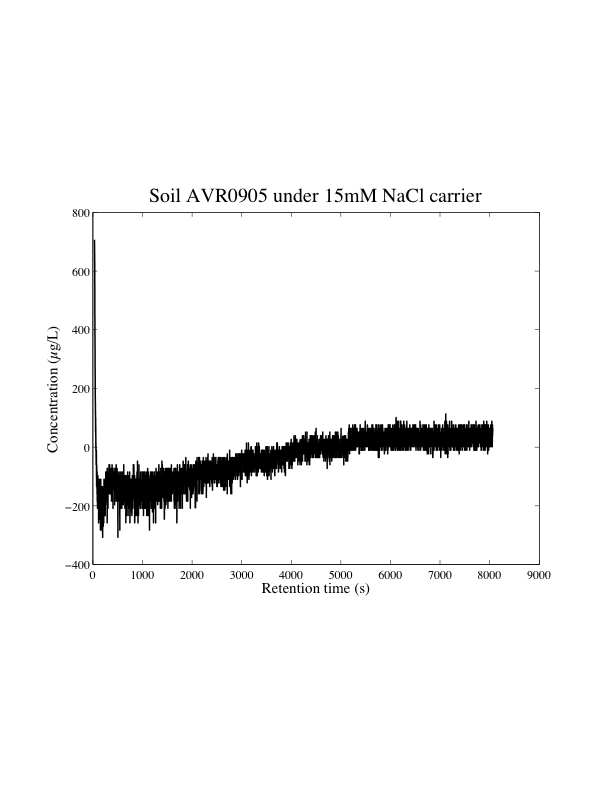 Soil AVR0905 under 15mM NaCl carrier
800
600
400
200
0
−200
−400
Concentration (µg/L)
0 1000 2000 3000 4000 5000 6000 7000 8000 9000
Retention time (s)